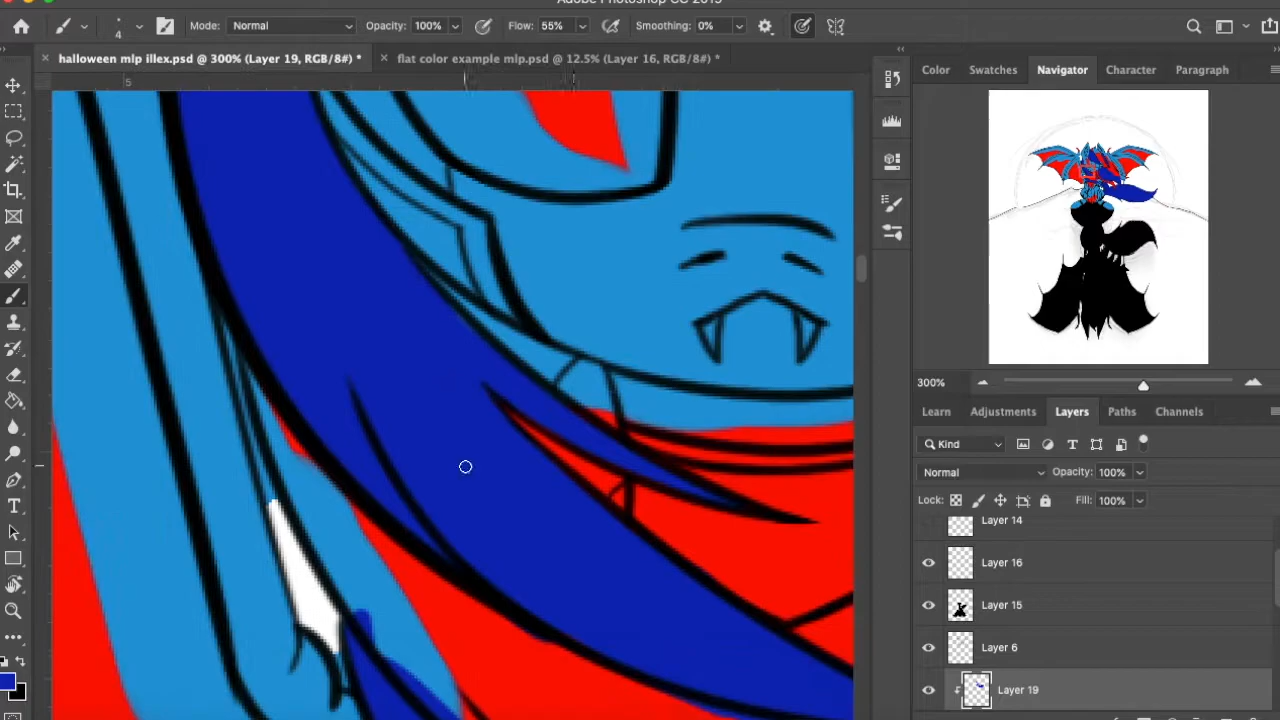 Adobe Photoshop CC 2019
4 Mode: Normal Opacity: 100% Flow: 55% Smoothing: 0%
halloween mlp illex.psd @ 300% (Layer 19, RGB/8#) * flat color example mlp.psd @ 12.5% (Layer 16, RGB/8#) *
5
Color Swatches Navigator Character Paragraph
300%
Learn Adjustments Layers Paths Channels
Kind
Normal Opacity: 100%
Lock: Fill: 100%
Layer 14
Layer 16
Layer 15
Layer 6
Layer 19